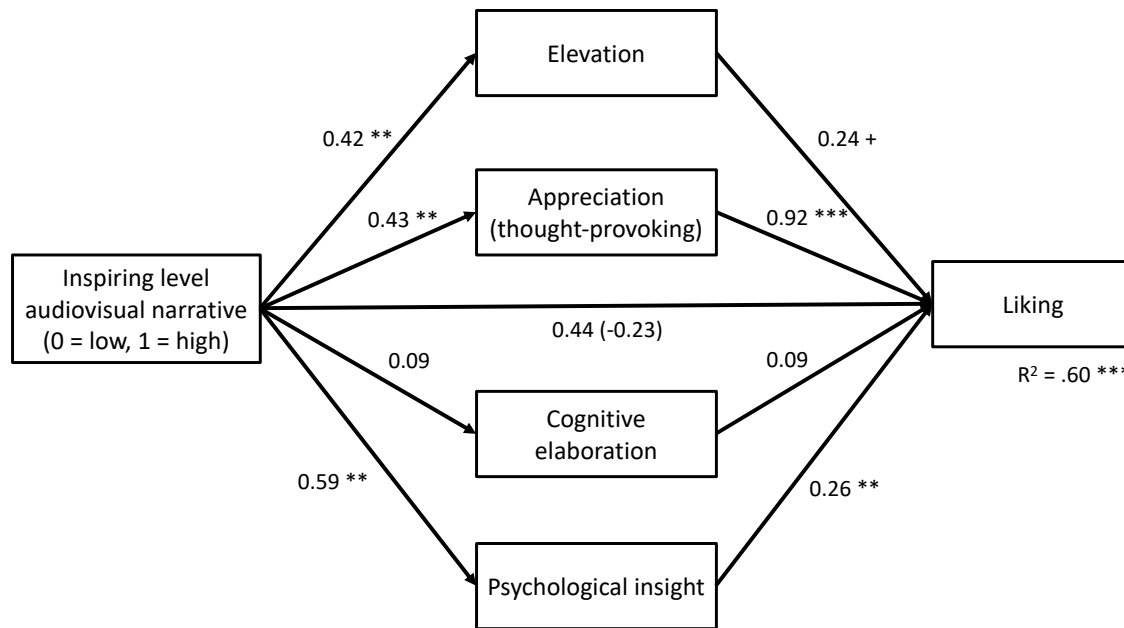 Elevation
0.42 **
0.24 +
Appreciation
(thought-provoking)
0.43 **
0.92 ***
Inspiring level
audiovisual narrative
(0 = low, 1 = high)
Liking
0.44 (-0.23)
R² = .60 ***
0.09
0.09
Cognitive
elaboration
0.59 **
0.26 **
Psychological insight